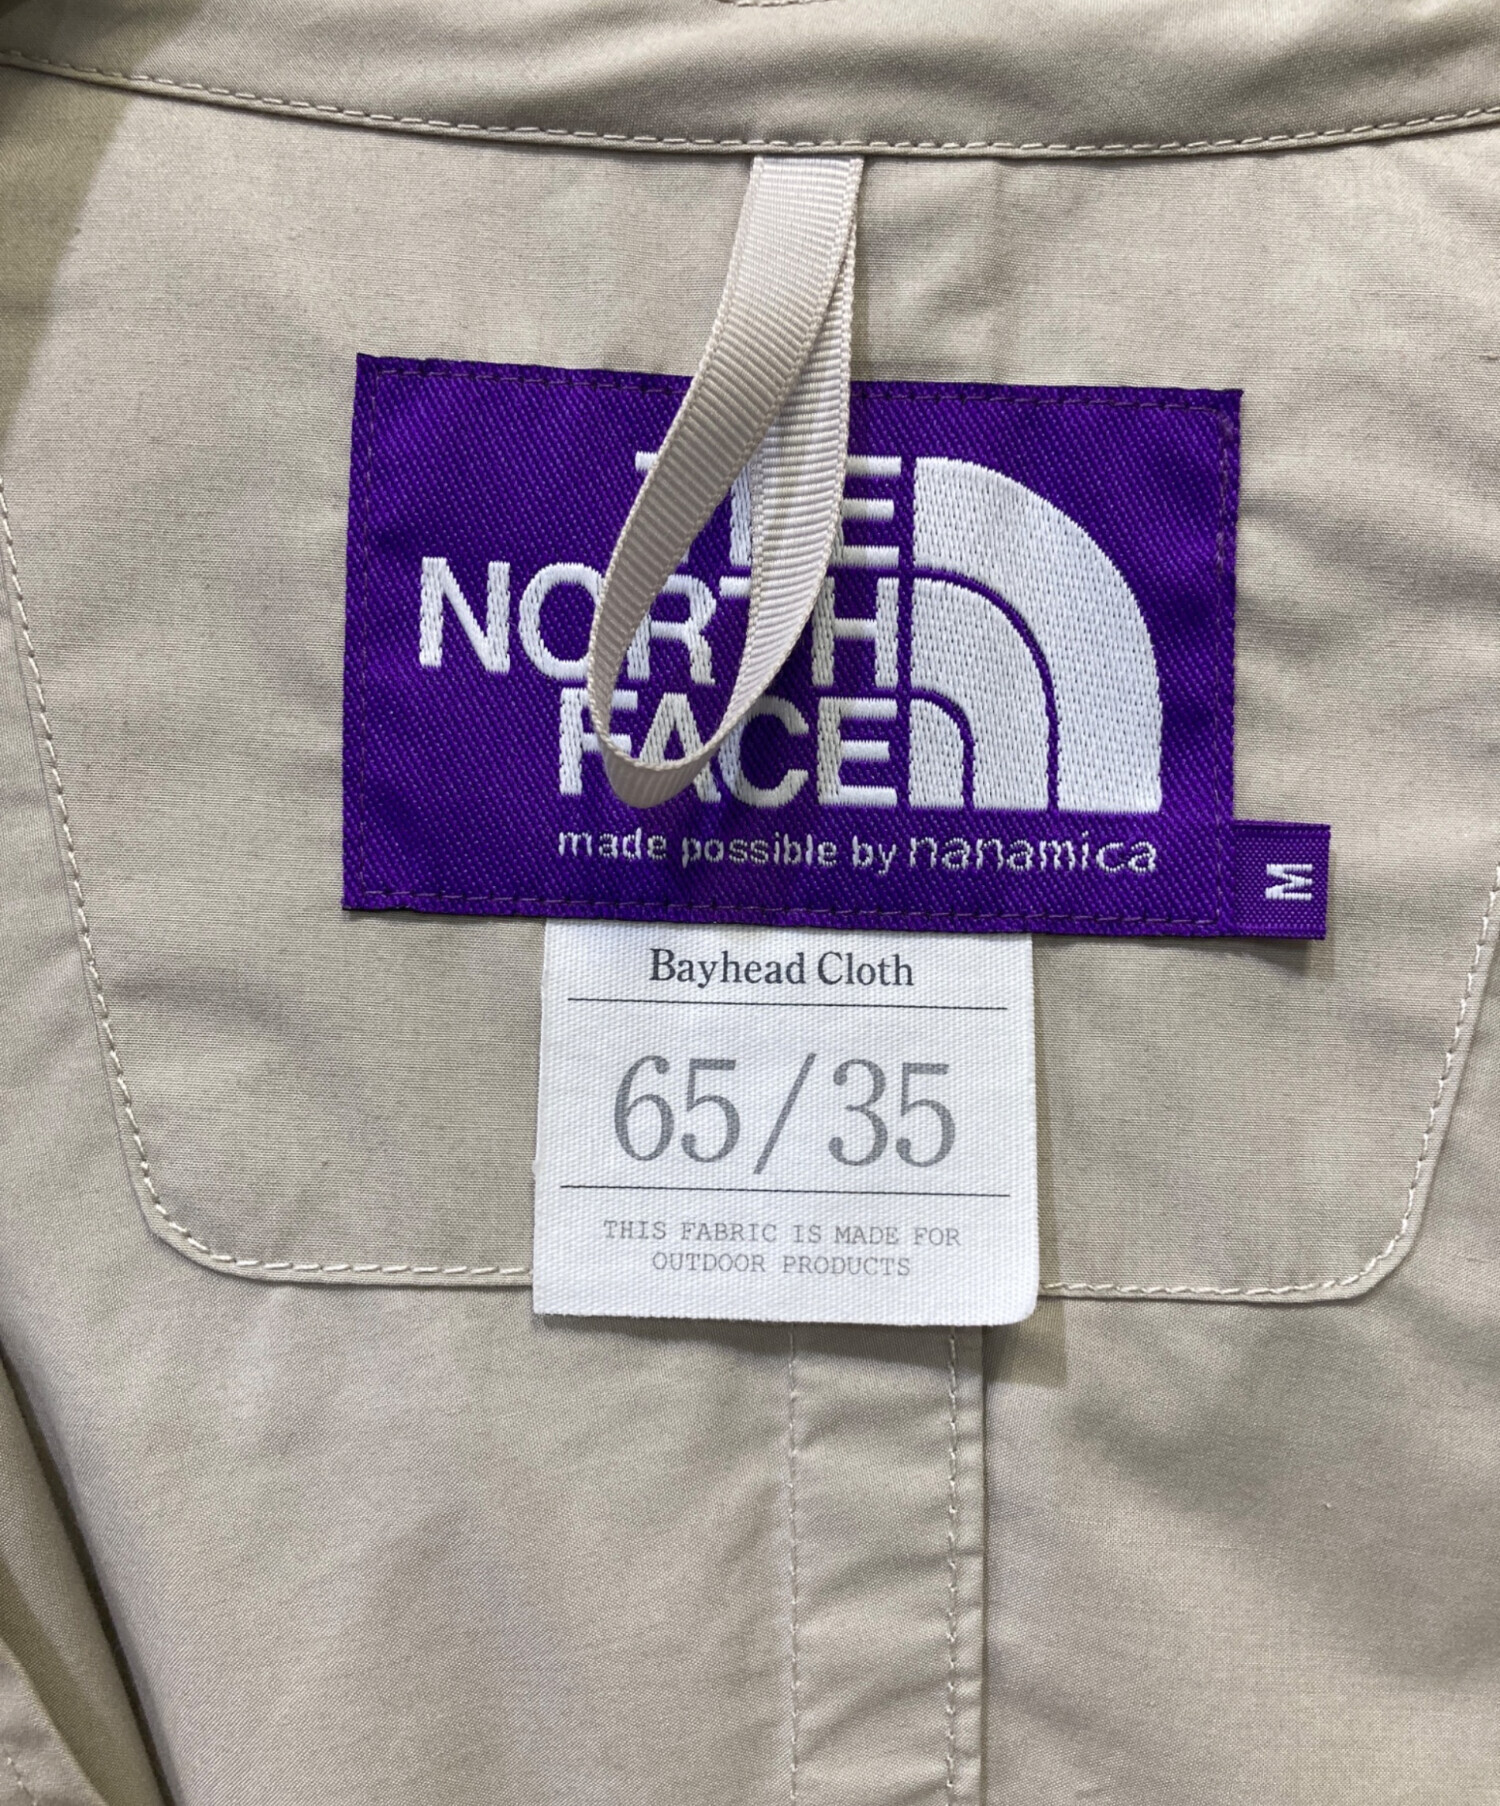 THE
NORTH
FACE
made possible by nanamica
M
Bayhead Cloth
65/35
THIS FABRIC IS MADE FOR
OUTDOOR PRODUCTS